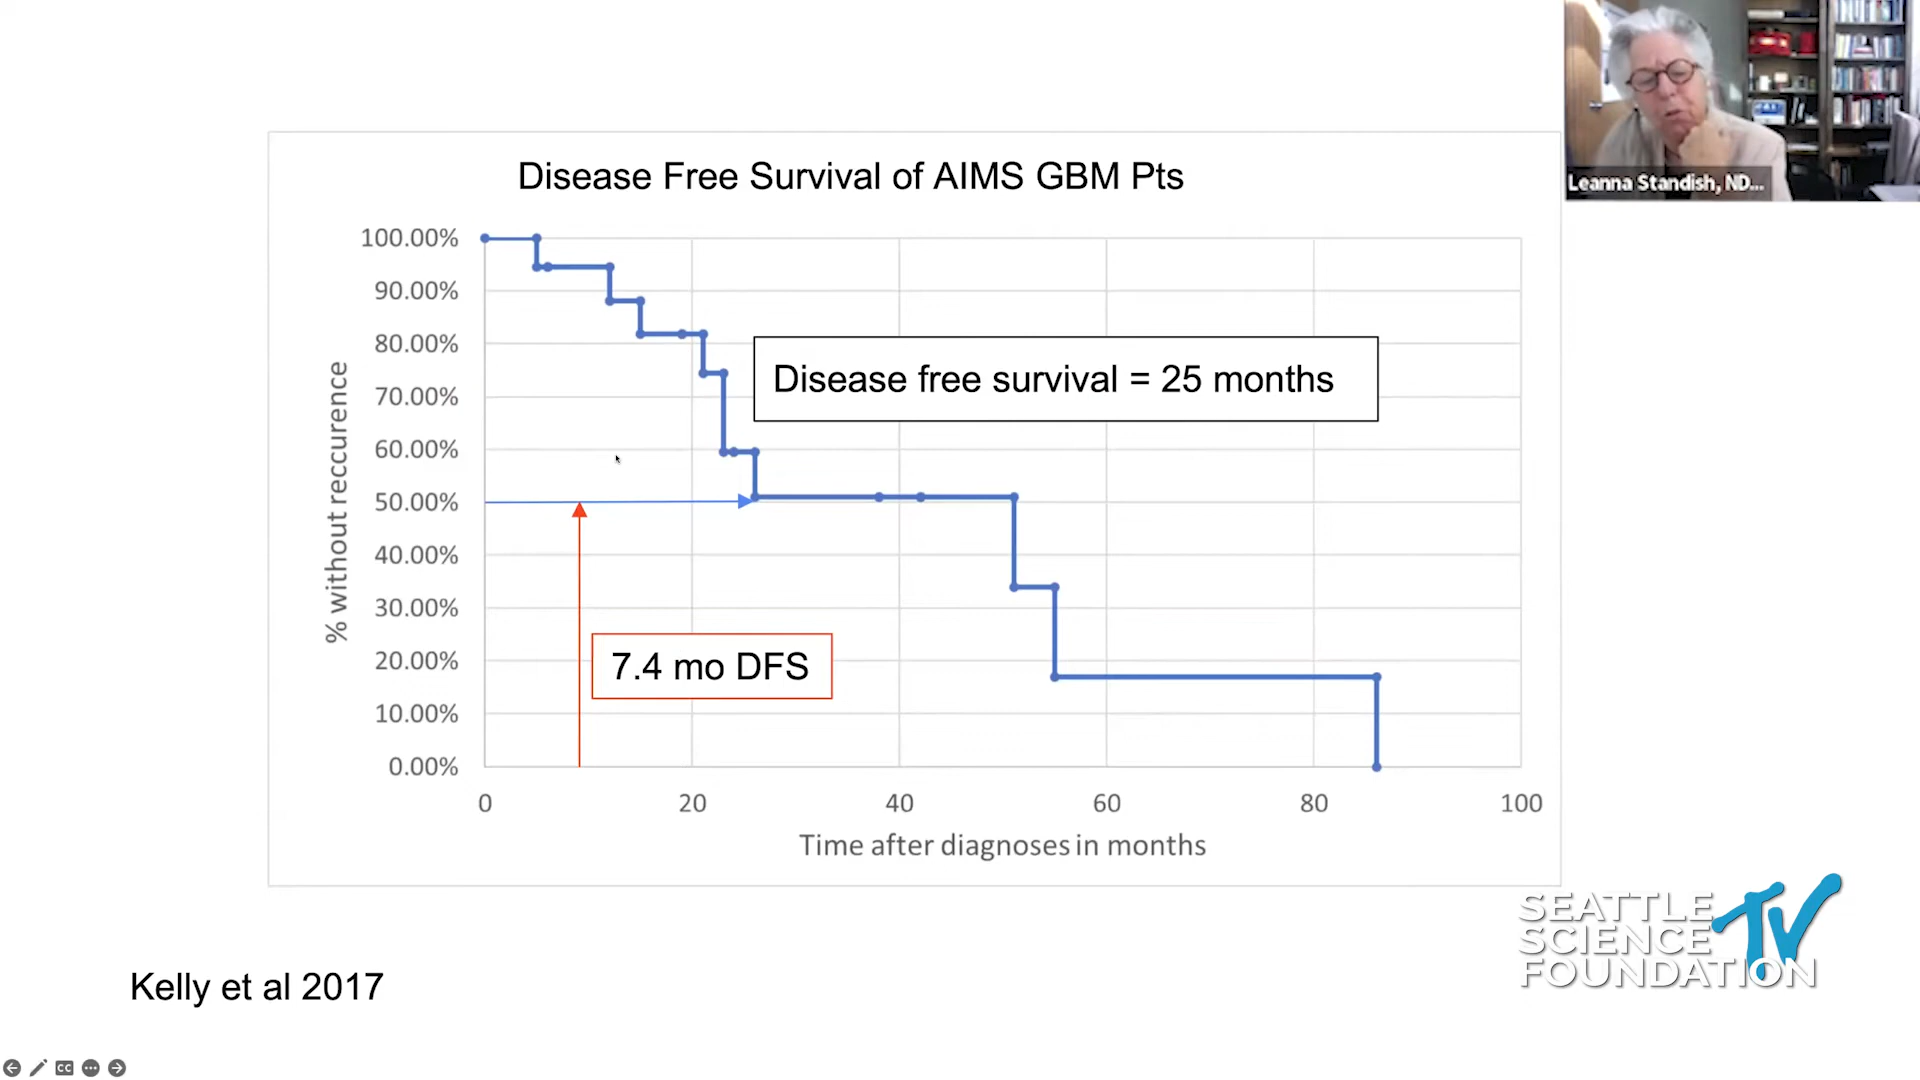 Leanna Standish, ND...
Disease Free Survival of AIMS GBM Pts
100.00%
90.00%
80.00%
70.00%
60.00%
50.00%
40.00%
30.00%
20.00%
10.00%
0.00%
% without reccurence
Disease free survival = 25 months
7.4 mo DFS
0 20 40 60 80 100
Time after diagnoses in months
SEATTLE
SCIENCE
FOUNDATION
TV
Kelly et al 2017
CC